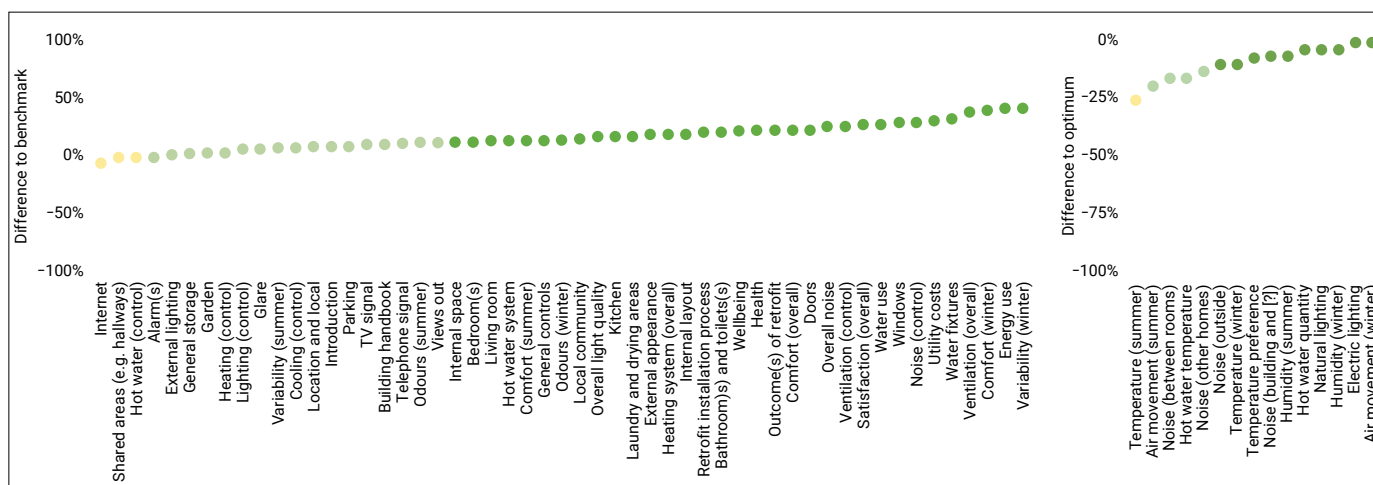 Difference to benchmark
100%
50%
0%
−50%
−100%
Internet
Shared areas (e.g. hallways)
Hot water (control)
Alarm(s)
External lighting
General storage
Garden
Heating (control)
Lighting (control)
Glare
Variability (summer)
Cooling (control)
Location and local
Introduction
Parking
TV signal
Building handbook
Telephone signal
Odours (summer)
Views out
Internal space
Bedroom(s)
Living room
Hot water system
Comfort (summer)
General controls
Odours (winter)
Local community
Overall light quality
Kitchen
Laundry and drying areas
External appearance
Heating system (overall)
Internal layout
Retrofit installation process
Bathroom)s) and toilets(s)
Wellbeing
Health
Outcome(s) of retrofit
Comfort (overall)
Doors
Overall noise
Ventilation (control)
Satisfaction (overall)
Water use
Windows
Noise (control)
Utility costs
Water fixtures
Ventilation (overall)
Comfort (winter)
Energy use
Variability (winter)
Difference to optimum
0%
−25%
−50%
−75%
−100%
Temperature (summer)
Air movement (summer)
Noise (between rooms)
Hot water temperature
Noise (other homes)
Noise (outside)
Temperature (winter)
Temperature preference
Noise (building and [?])
Humidity (summer)
Hot water quantity
Natural lighting
Humidity (winter)
Electric lighting
Air movement (winter)